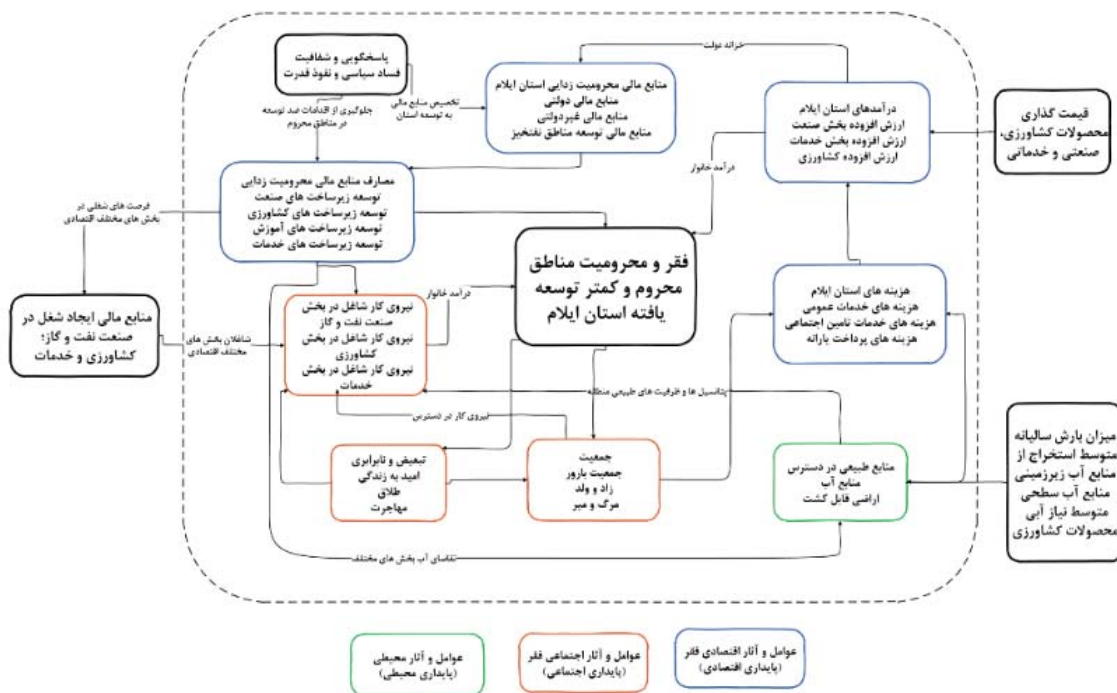 پاسخگویی و شفافیت
فساد سیاسی و نفوذ قدرت
خزانه دولت
منابع مالی محرومیت زدایی استان ایلام
منابع مالی دولتی
منابع مالی غیردولتی
منابع مالی توسعه مناطق نفتخیز
درآمدهای استان ایلام
ارزش افزوده بخش صنعت
ارزش افزوده بخش خدمات
ارزش افزوده کشاورزی
قیمت گذاری
محصولات کشاورزی،
صنعتی و خدماتی
تخصیص منابع مالی
به توسعه استان
جلوگیری از اقدامات ضد توسعه
در مناطق محروم
درآمد خانوار
مصارف منابع مالی محرومیت زدایی
توسعه زیرساخت های صنعت
توسعه زیرساخت های کشاورزی
توسعه زیرساخت های آموزش
توسعه زیرساخت های خدمات
فرصت های شغلی در
بخش های مختلف اقتصادی
فقر و محرومیت مناطق
محروم و کمتر توسعه
یافته استان ایلام
هزینه های استان ایلام
هزینه های خدمات عمومی
هزینه های خدمات تامین اجتماعی
هزینه های پرداخت یارانه
منابع مالی ایجاد شغل در
صنعت نفت و گاز؛
کشاورزی و خدمات
شاغلان بخش های
مختلف اقتصادی
نیروی کار شاغل در بخش
صنعت نفت و گاز
نیروی کار شاغل در بخش
کشاورزی
نیروی کار شاغل در بخش
خدمات
درآمد خانوار
پتانسیل ها و ظرفیت های طبیعی منطقه
نیروی کار در دسترس
تبعیض و نابرابری
امید به زندگی
طلاق
مهاجرت
جمعیت
جمعیت بارور
زاد و ولد
مرگ و میر
منابع طبیعی در دسترس
منابع آب
اراضی قابل کشت
میزان بارش سالیانه
متوسط استخراج از
منابع آب زیرزمینی
منابع آب سطحی
متوسط نیاز آبی
محصولات کشاورزی
تقاضای آب بخش های مختلف
عوامل و آثار اقتصادی فقر
(پایداری اقتصادی)
عوامل و آثار اجتماعی فقر
(پایداری اجتماعی)
عوامل و آثار محیطی
(پایداری محیطی)